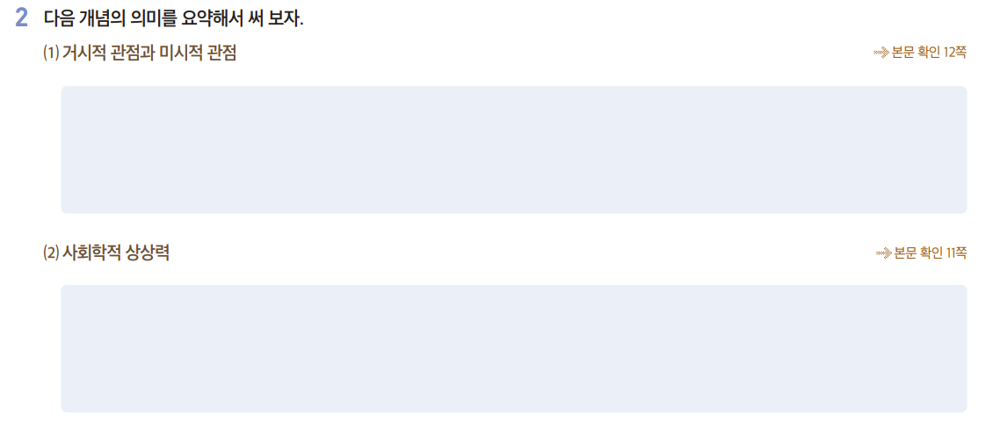 2 다음 개념의 의미를 요약해서 써 보자.
(1) 거시적 관점과 미시적 관점 본문 확인 12쪽
(2) 사회학적 상상력 본문 확인 11쪽